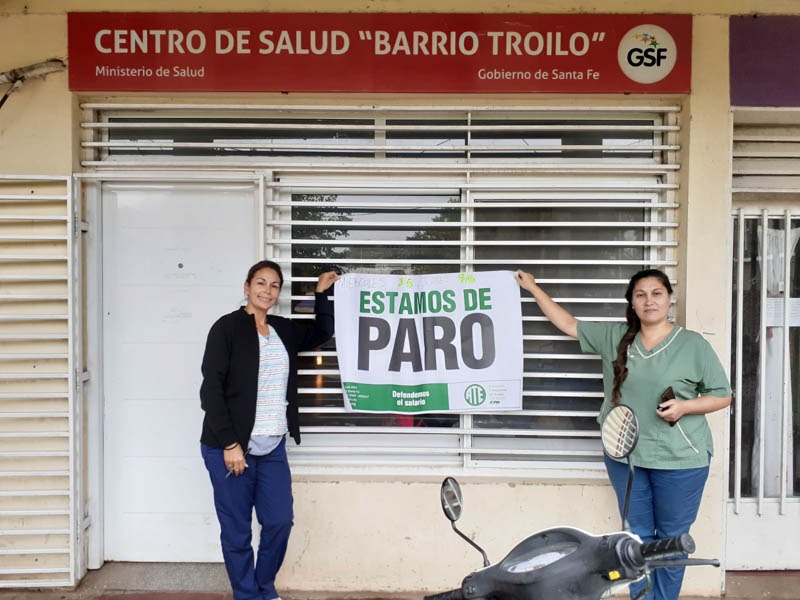 CENTRO DE SALUD “BARRIO TROILO”
Ministerio de Salud
Gobierno de Santa Fe
GSF
MIERCOLES
ESTAMOS DE
PARO
Defendemos
el salario
ATE